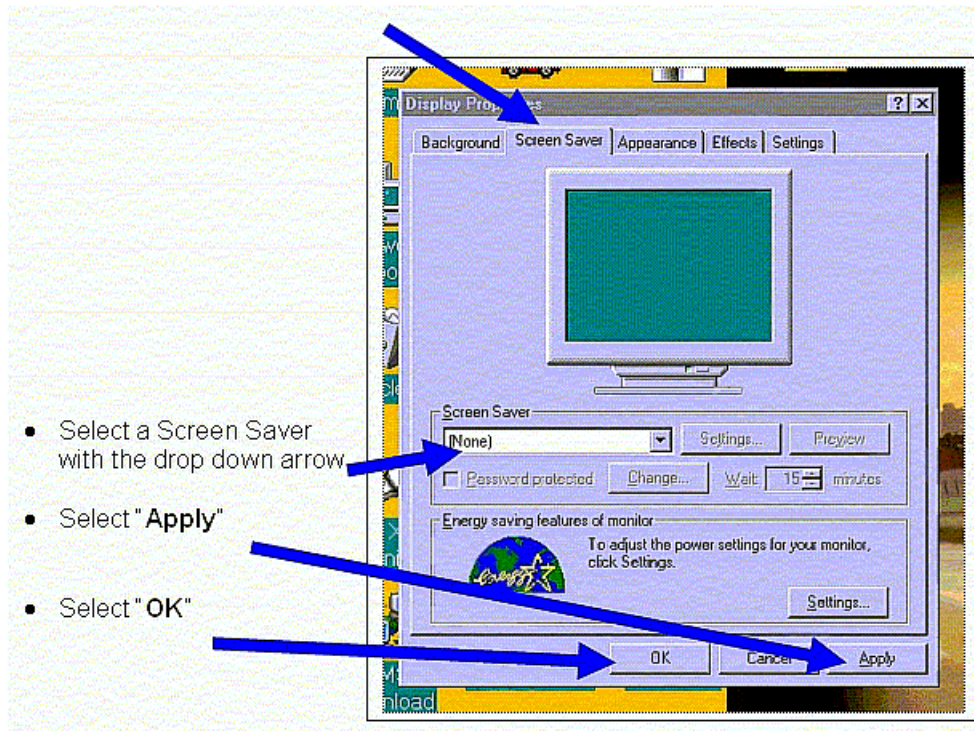 Display Properties
Background Screen Saver Appearance Effects Settings
Screen Saver
(None)
Settings... Preview
Password protected Change... Wait: 15 minutes
Energy saving features of monitor
To adjust the power settings for your monitor,
click Settings.
Energy
Settings...
OK Cancel Apply
nload
• Select a Screen Saver
with the drop down arrow
• Select "Apply"
• Select "OK"